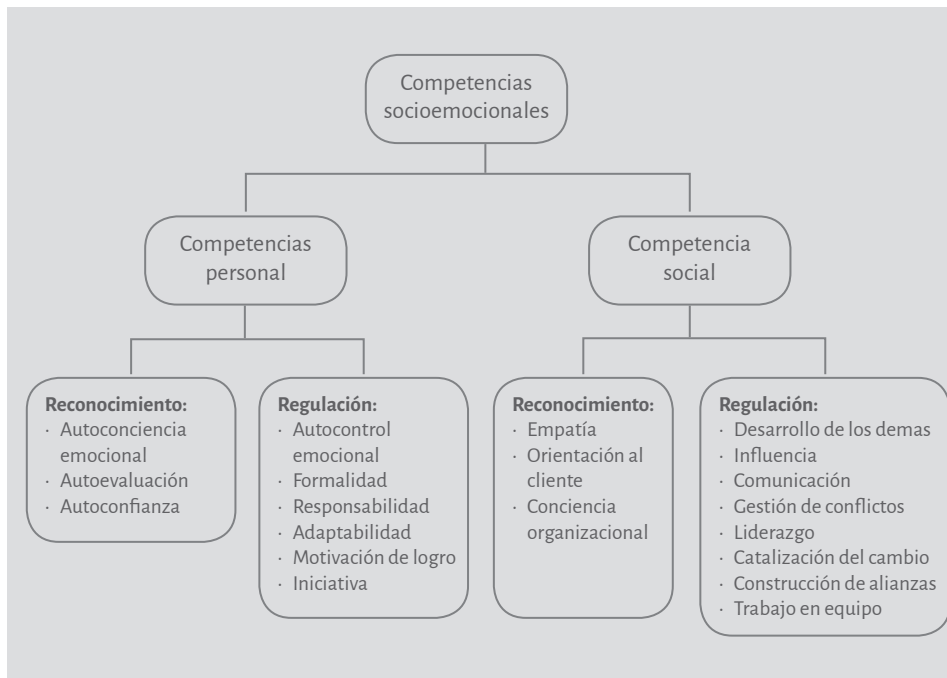 Competencias
socioemocionales
Competencias
personal
Competencia
social
Reconocimiento:
· Autoconciencia
emocional
· Autoevaluación
· Autoconfianza
Regulación:
· Autocontrol
emocional
· Formalidad
· Responsabilidad
· Adaptabilidad
· Motivación de logro
· Iniciativa
Reconocimiento:
· Empatía
· Orientación al
cliente
· Conciencia
organizacional
Regulación:
· Desarrollo de los demas
· Influencia
· Comunicación
· Gestión de conflictos
· Liderazgo
· Catalización del cambio
· Construcción de alianzas
· Trabajo en equipo